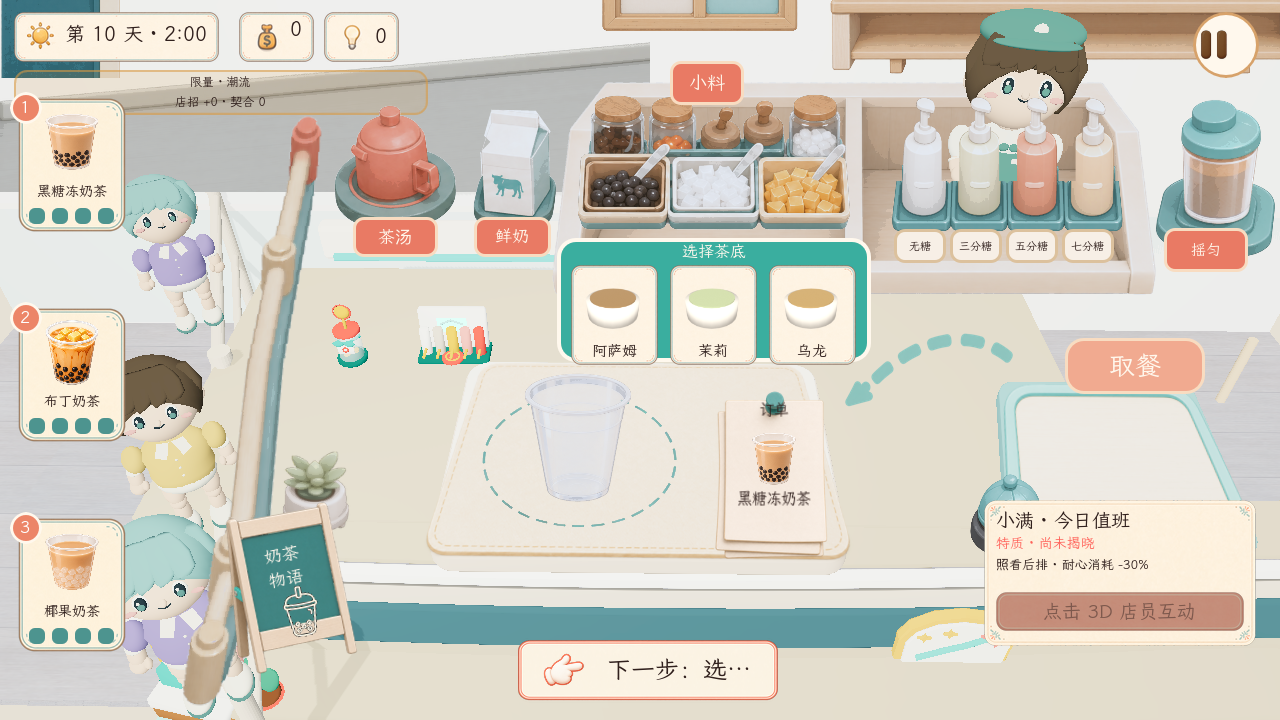 第 10 天·2:00
0
0
限量·潮流
店招 +0·契合 0
1
黑糖冻奶茶
2
布丁奶茶
3
椰果奶茶
茶汤
鲜奶
小料
无糖
三分糖
五分糖
七分糖
摇匀
选择茶底
阿萨姆
茉莉
乌龙
取餐
订单
黑糖冻奶茶
奶茶
物语
小满·今日值班
特质·尚未揭晓
照看后排·耐心消耗 -30%
点击 3D 店员互动
下一步：选…